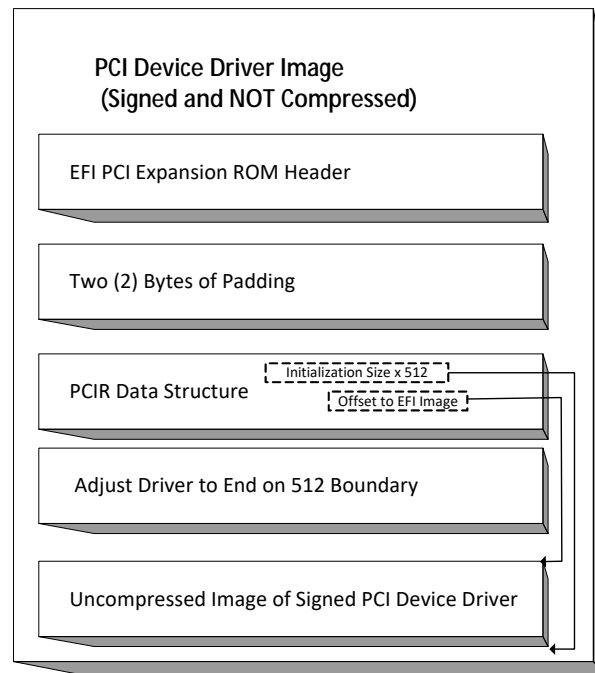 PCI Device Driver Image
(Signed and NOT Compressed)
EFI PCI Expansion ROM Header
Two (2) Bytes of Padding
Initialization Size x 512
PCIR Data Structure
Offset to EFI Image
Adjust Driver to End on 512 Boundary
Uncompressed Image of Signed PCI Device Driver